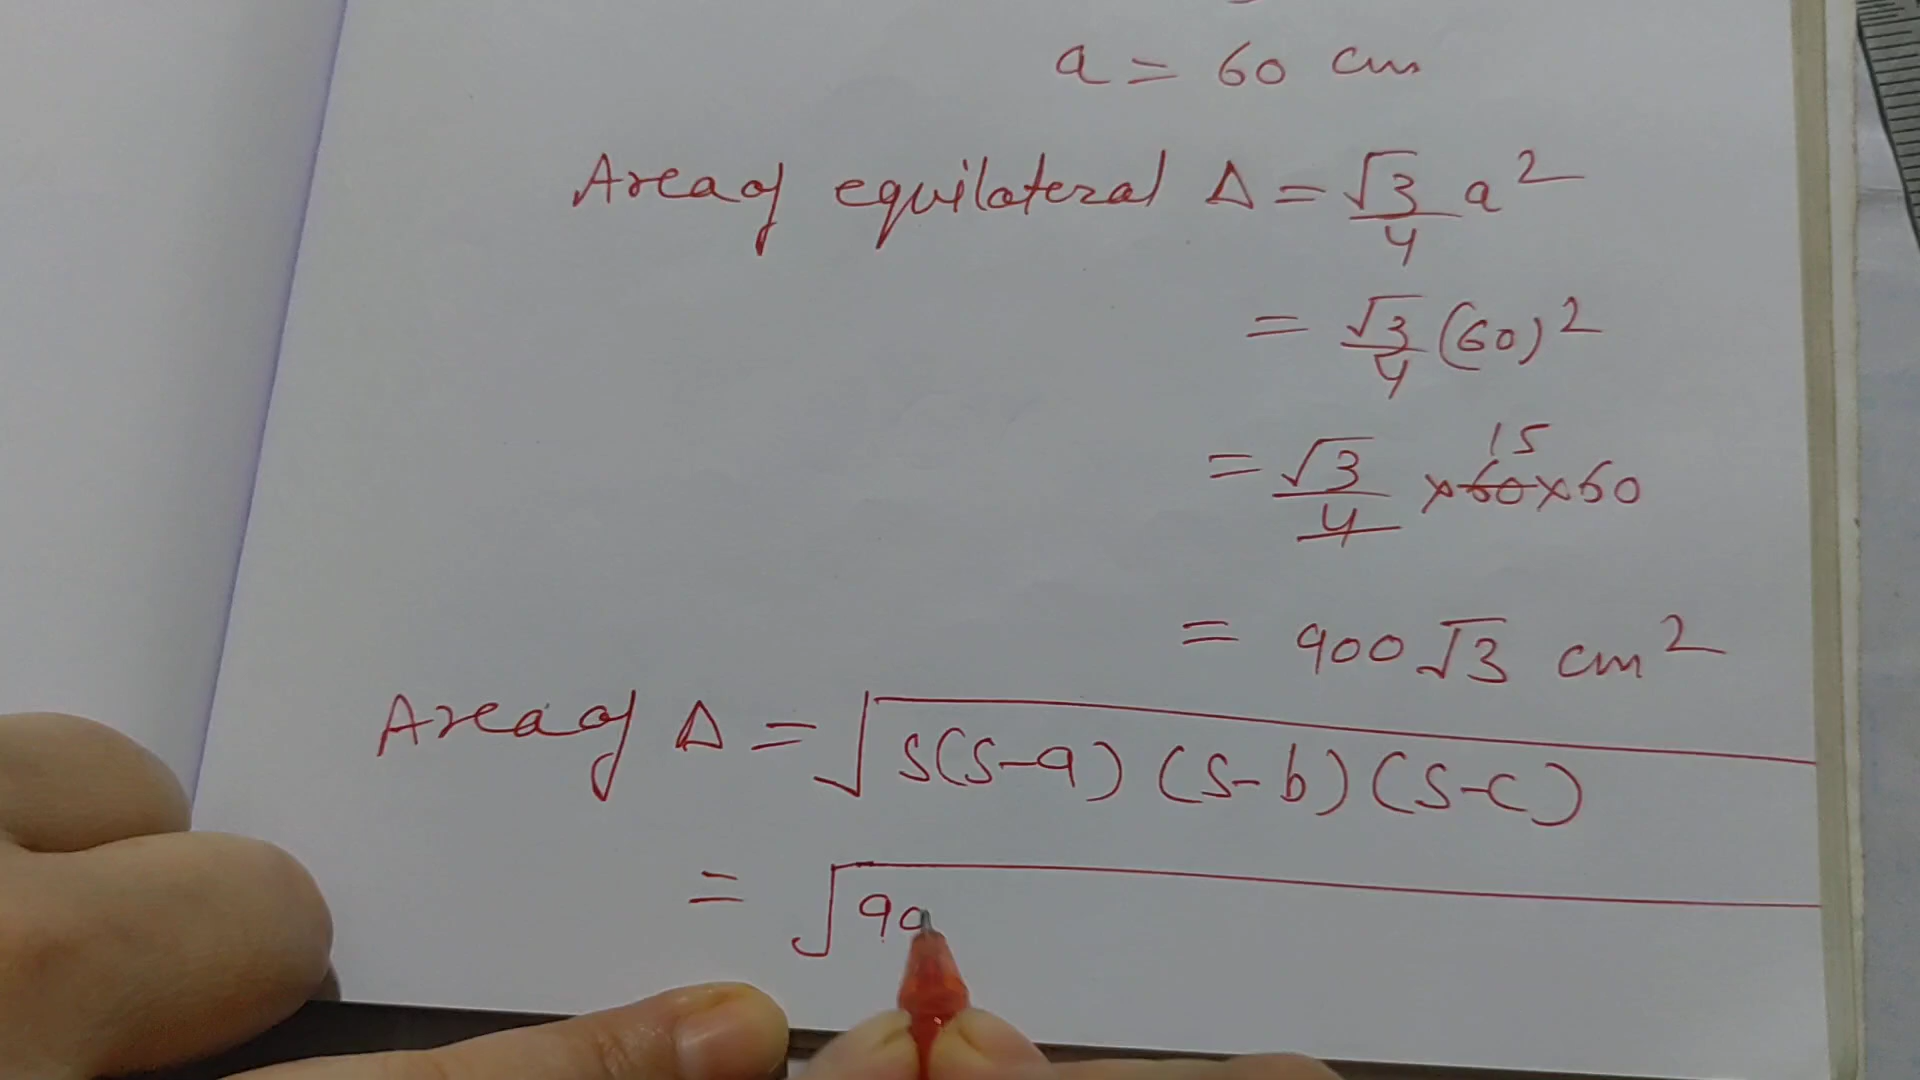 a = 60 cm
Area of equilateral Δ = √3/4 a²
= √3/4 (60)²
= √3/4 × 60 × 60
15
= 900 √3 cm²
Area of Δ = √s(s-a) (s-b) (s-c)
= √90